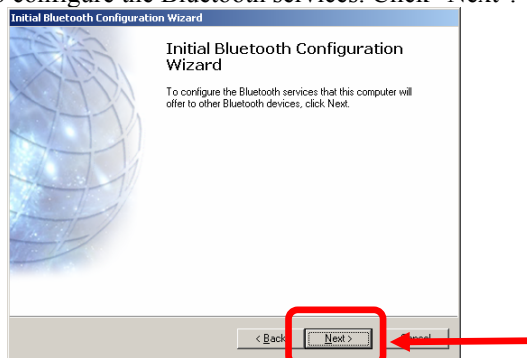 configure the Bluetooth services. Click "Next".
Initial Bluetooth Configuration Wizard
Initial Bluetooth Configuration
Wizard
To configure the Bluetooth services that this computer will
offer to other Bluetooth devices, click Next.
< Back Next > Cancel